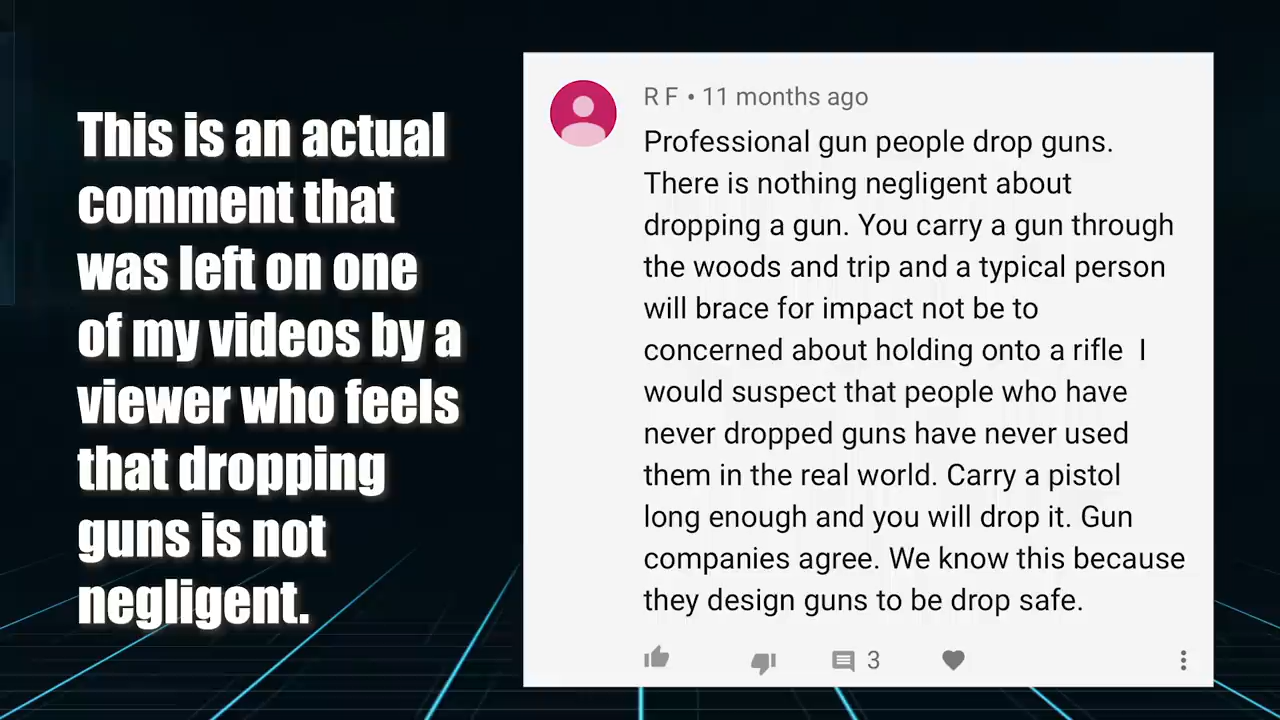 This is an actual
comment that
was left on one
of my videos by a
viewer who feels
that dropping
guns is not
negligent.
R F • 11 months ago
Professional gun people drop guns.
There is nothing negligent about
dropping a gun. You carry a gun through
the woods and trip and a typical person
will brace for impact not be to
concerned about holding onto a rifle  I
would suspect that people who have
never dropped guns have never used
them in the real world. Carry a pistol
long enough and you will drop it. Gun
companies agree. We know this because
they design guns to be drop safe.
3